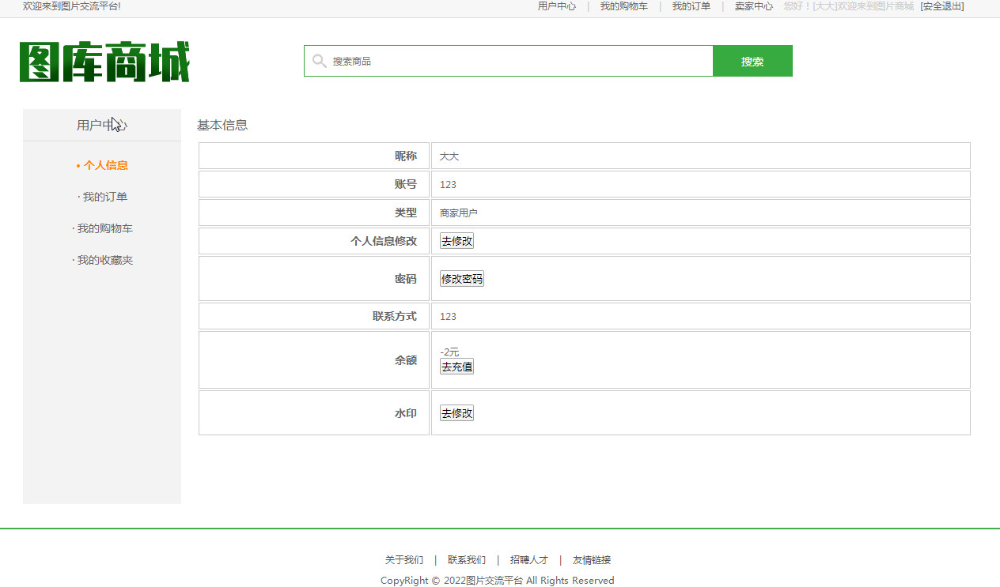 欢迎来到图片交流平台!
用户中心 | 我的购物车 | 我的订单 | 卖家中心 您好！[大大]欢迎来到图片商城 [安全退出]
图库商城
搜索商品
搜索
用户中心
• 个人信息
· 我的订单
· 我的购物车
· 我的收藏夹
基本信息
昵称 大大
账号 123
类型 商家用户
个人信息修改 去修改
密码 修改密码
联系方式 123
余额 -2元
去充值
水印 去修改
关于我们 | 联系我们 | 招聘人才 | 友情链接
CopyRight © 2022图片交流平台 All Rights Reserved